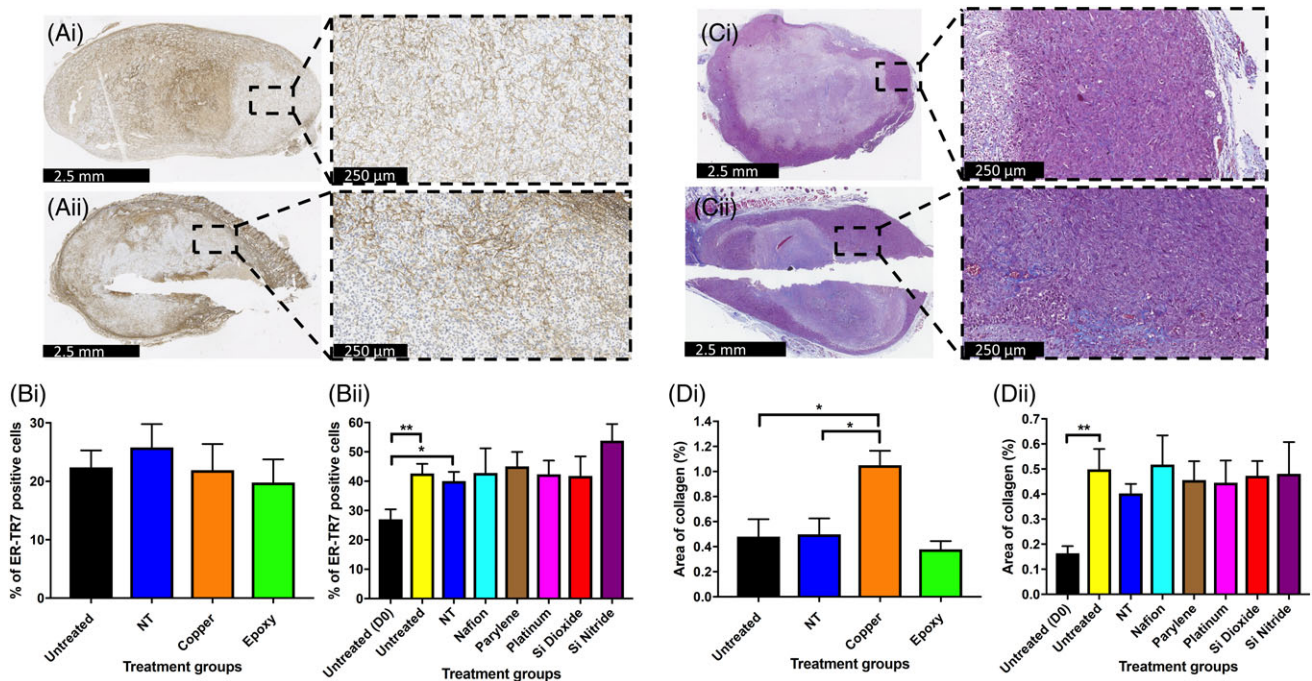 (Ai)
2.5 mm
250 µm
(Aii)
2.5 mm
250 µm
(Ci)
2.5 mm
250 µm
(Cii)
2.5 mm
250 µm
(Bi)
% of ER-TR7 positive cells
30
20
10
0
Untreated
NT
Copper
Epoxy
Treatment groups
(Bii)
% of ER-TR7 positive cells
60
50
40
30
20
10
0
**
*
Untreated (D0)
Untreated
NT
Nafion
Parylene
Platinum
Si Dioxide
Si Nitride
Treatment groups
(Di)
Area of collagen (%)
1.4
1.2
1.0
0.8
0.6
0.4
0.2
0.0
*
*
Untreated
NT
Copper
Epoxy
Treatment groups
(Dii)
Area of collagen (%)
0.7
0.6
0.5
0.4
0.3
0.2
0.1
0.0
**
Untreated (D0)
Untreated
NT
Nafion
Parylene
Platinum
Si Dioxide
Si Nitride
Treatment groups